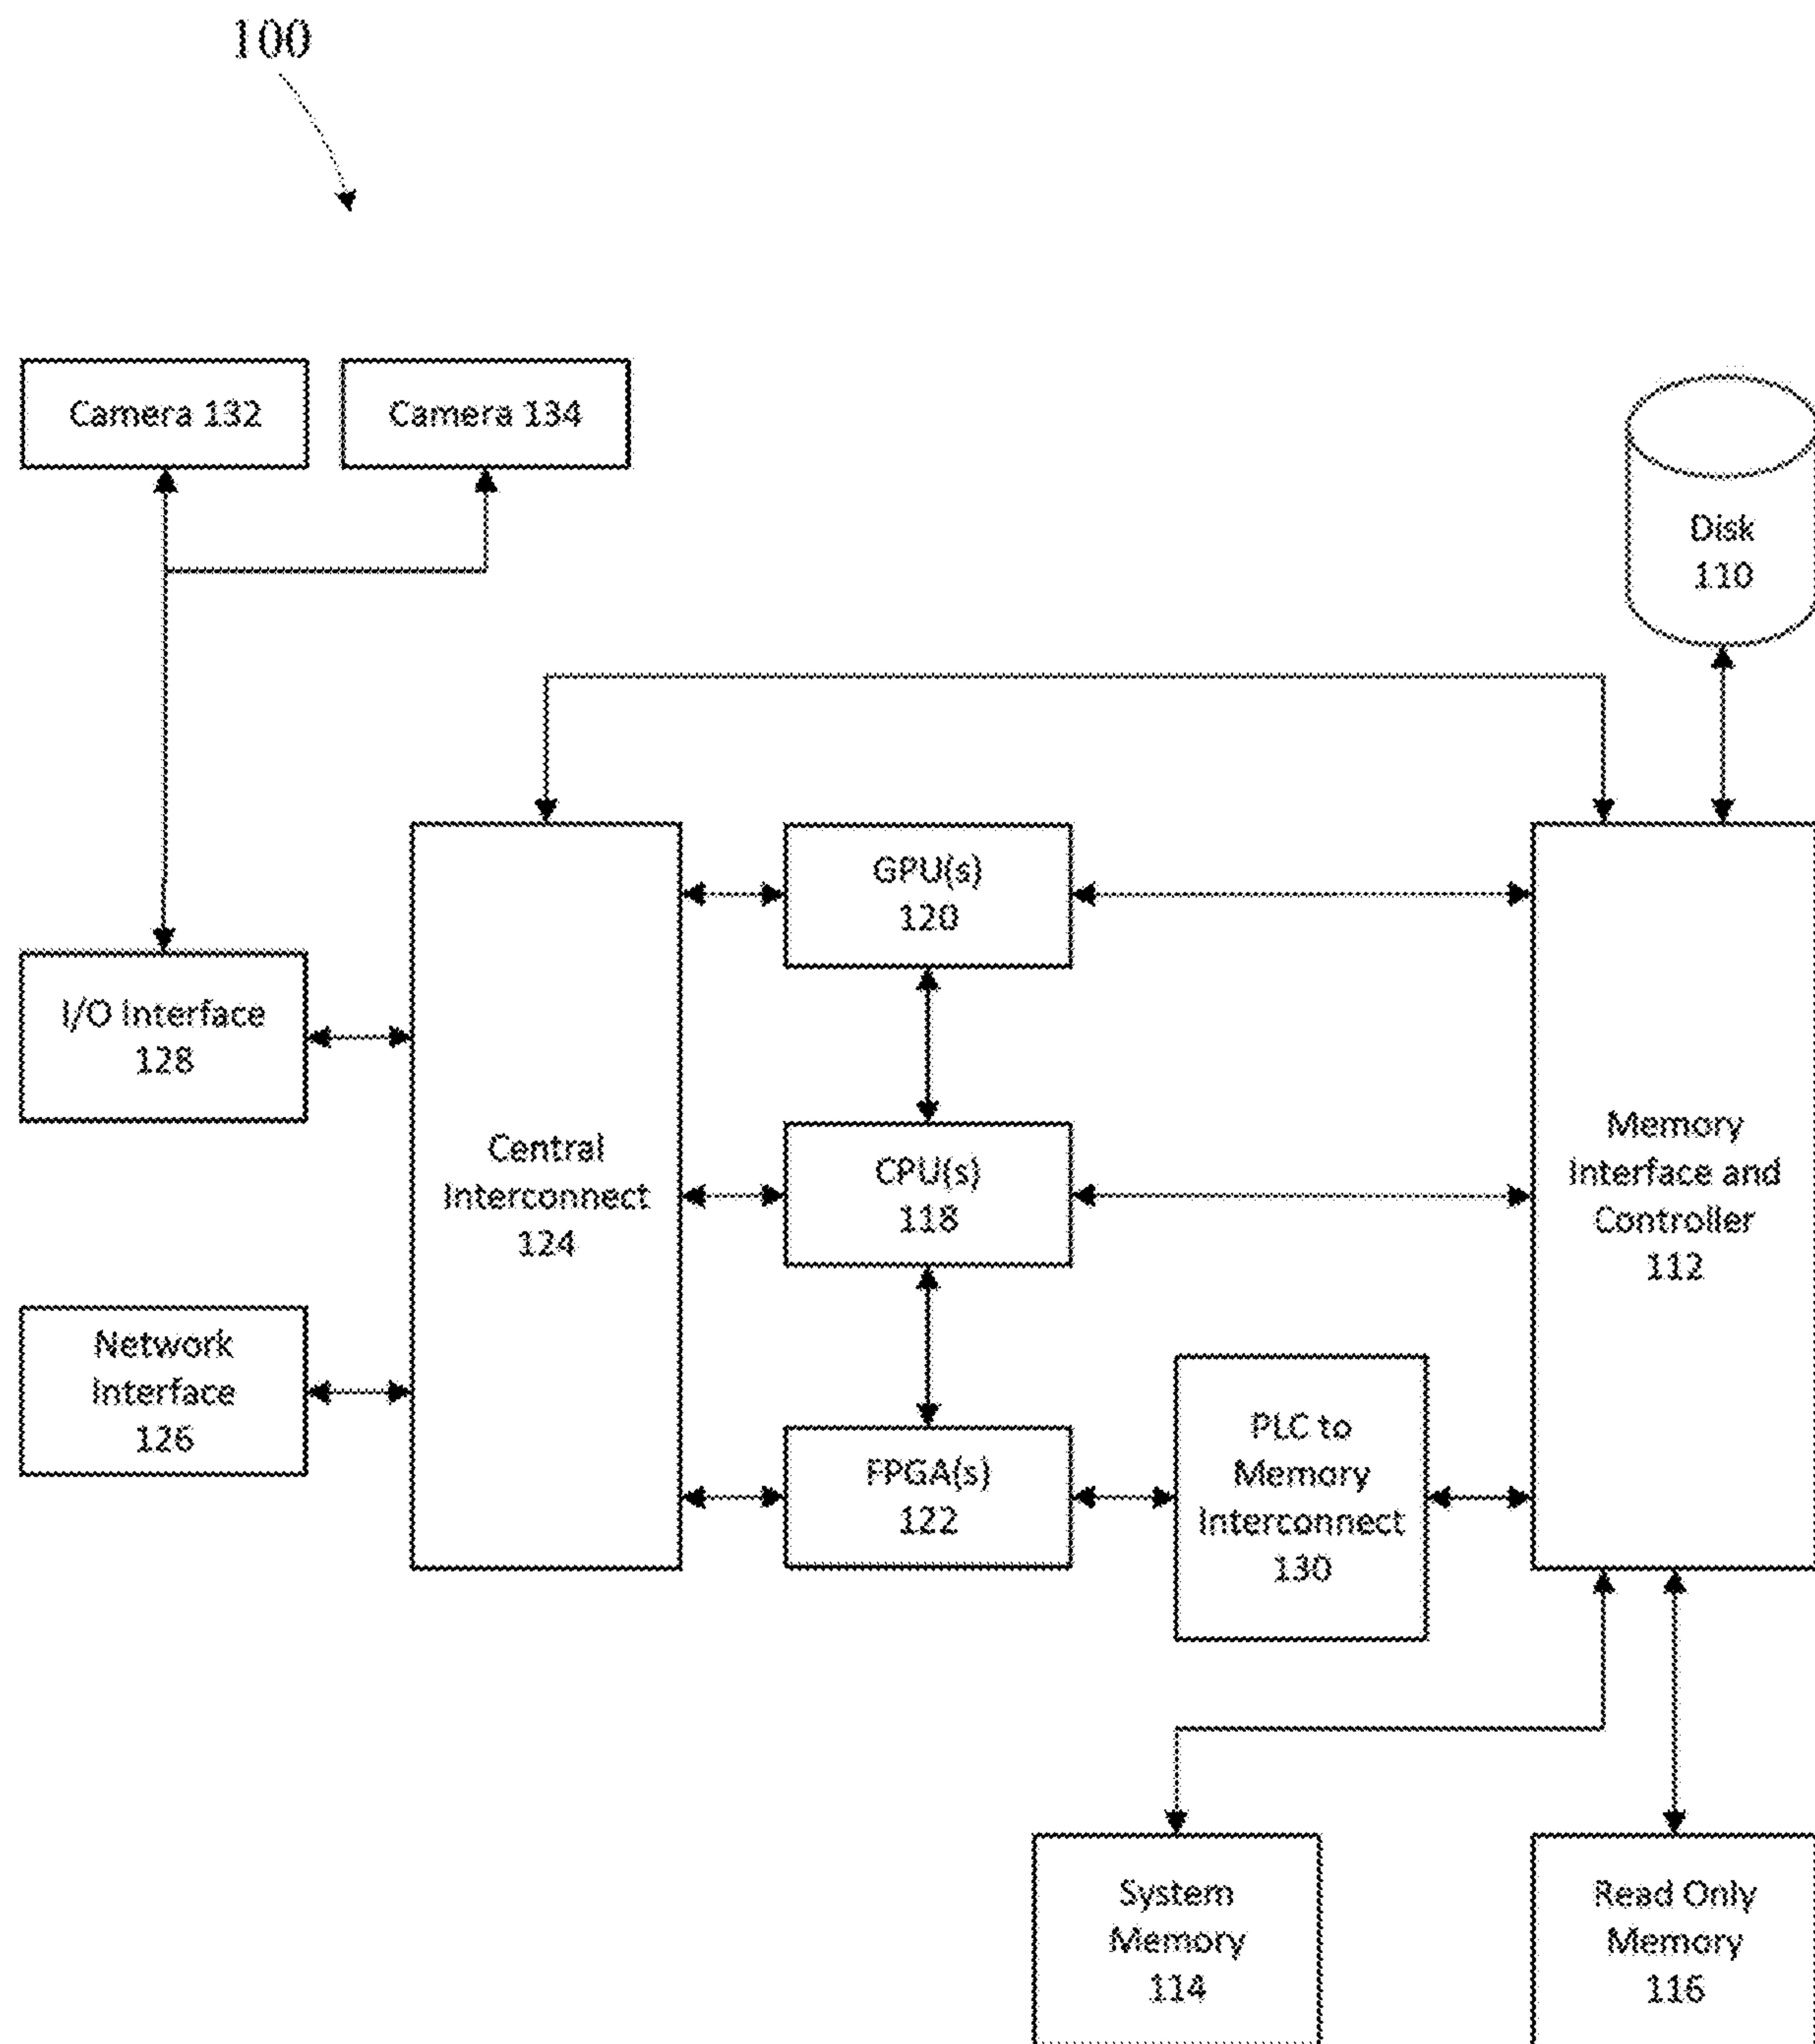 100
Camera 132
Camera 134
Disk
110
GPU(s)
120
I/O Interface
128
Central
Interconnect
124
CPU(s)
118
Memory
Interface and
Controller
112
Network
Interface
126
FPGA(s)
122
PLC to
Memory
Interconnect
130
System
Memory
114
Read Only
Memory
116